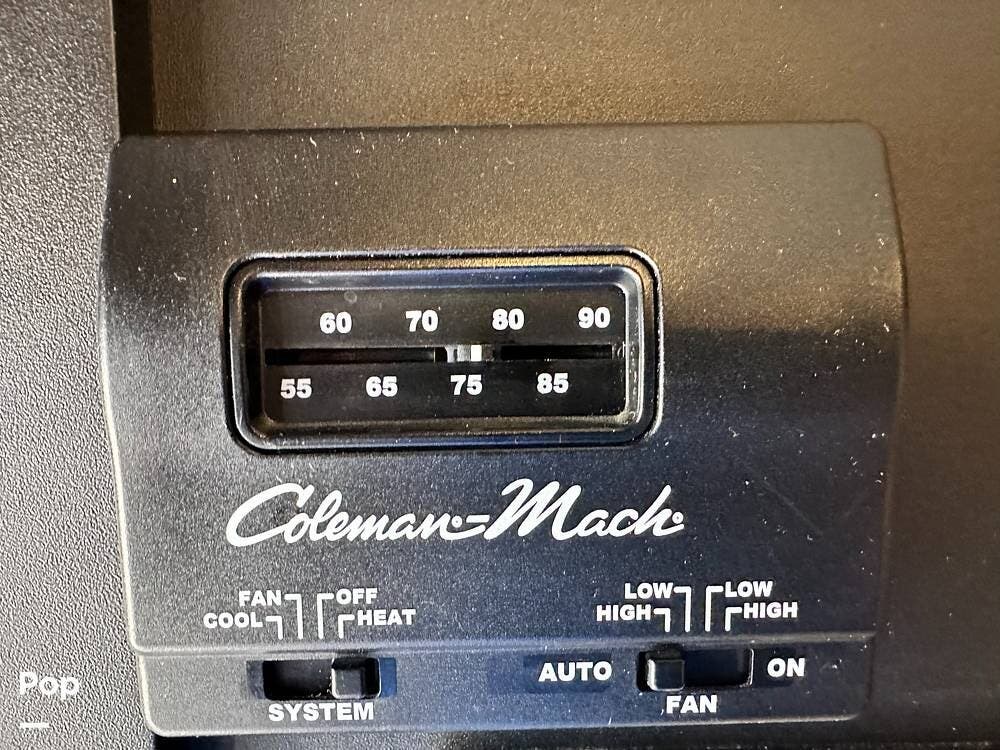 60 70 80 90
55 65 75 85
Coleman-Mach
FAN OFF
COOL HEAT
LOW LOW
HIGH HIGH
AUTO ON
SYSTEM FAN
Pop